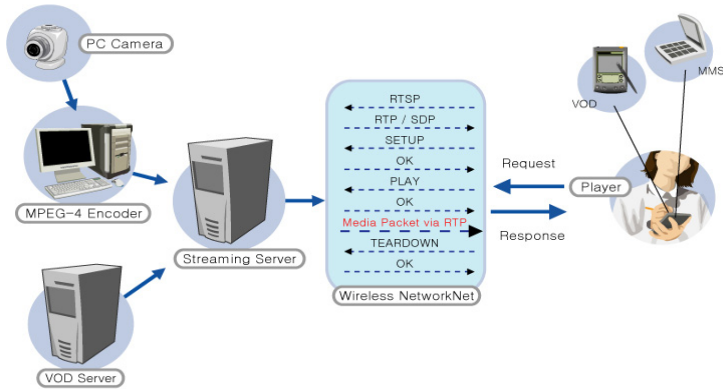 PC Camera
MPEG-4 Encoder
VOD Server
Streaming Server
RTSP
RTP / SDP
SETUP
OK
PLAY
OK
Media Packet via RTP
TEARDOWN
OK
Wireless NetworkNet
Request
Response
Player
VOD
MMS